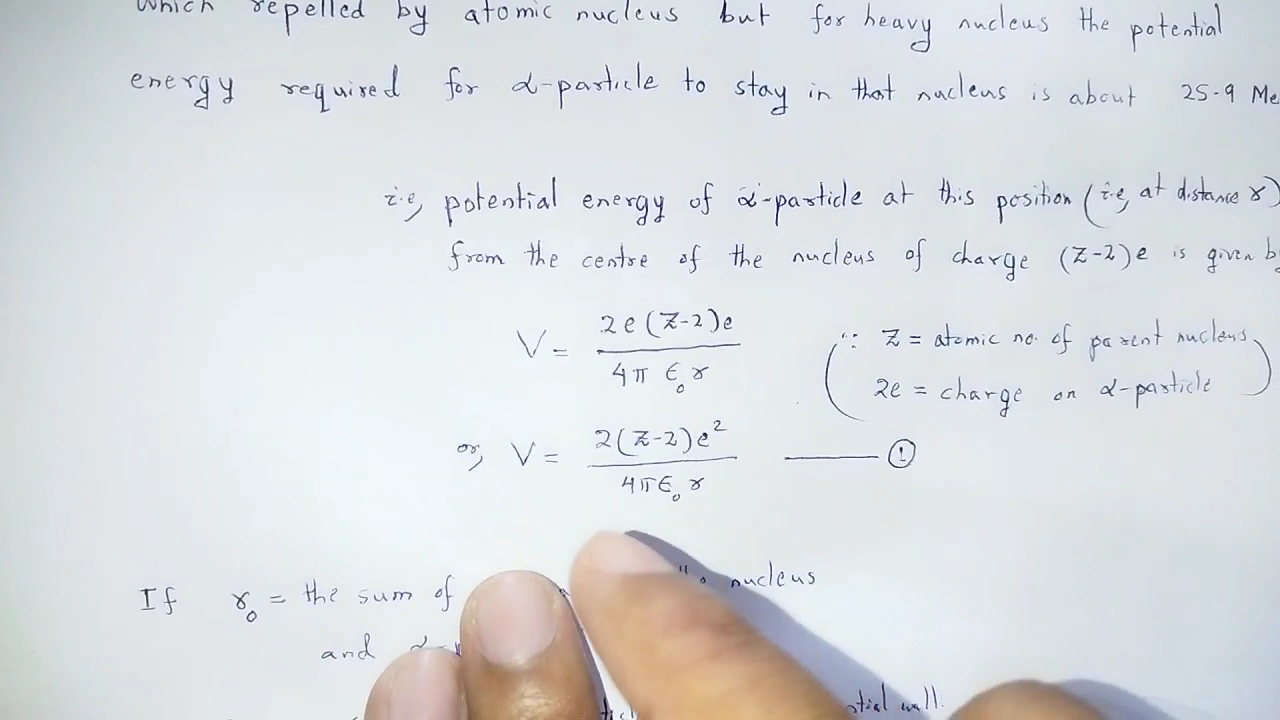 which repelled by atomic nucleus but for heavy nucleus the potential
energy required for α-particle to stay in that nucleus is about 25-9 Me
i.e, potential energy of α-particle at this position (i.e, at distance r)
from the centre of the nucleus of charge (Z-2)e is given by
V = 2e(Z-2)e / 4π ε₀ r
(∵ Z = atomic no. of parent nucleus,
2e = charge on α-particle)
or, V = 2(Z-2)e² / 4πε₀ r ——— ①
If r₀ = the sum of nucleus
and
wall.